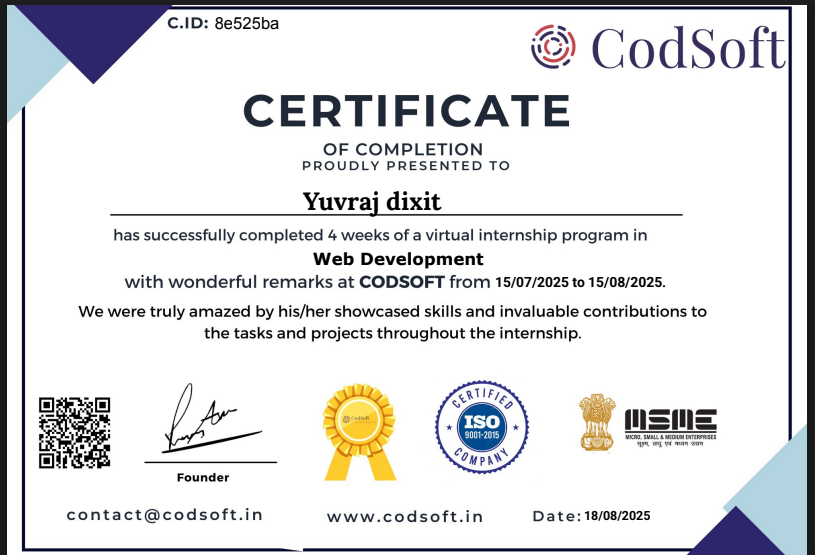 C.ID: 8e525ba
CodSoft
CERTIFICATE
OF COMPLETION
PROUDLY PRESENTED TO
Yuvraj dixit
has successfully completed 4 weeks of a virtual internship program in
Web Development
with wonderful remarks at CODSOFT from 15/07/2025 to 15/08/2025.
We were truly amazed by his/her showcased skills and invaluable contributions to
the tasks and projects throughout the internship.
Founder
CodSoft
CERTIFIED
ISO
9001-2015
COMPANY
MSME
MICRO, SMALL & MEDIUM ENTERPRISES
सूक्ष्म, लघु एवं मध्यम उद्यम
contact@codsoft.in
www.codsoft.in
Date: 18/08/2025